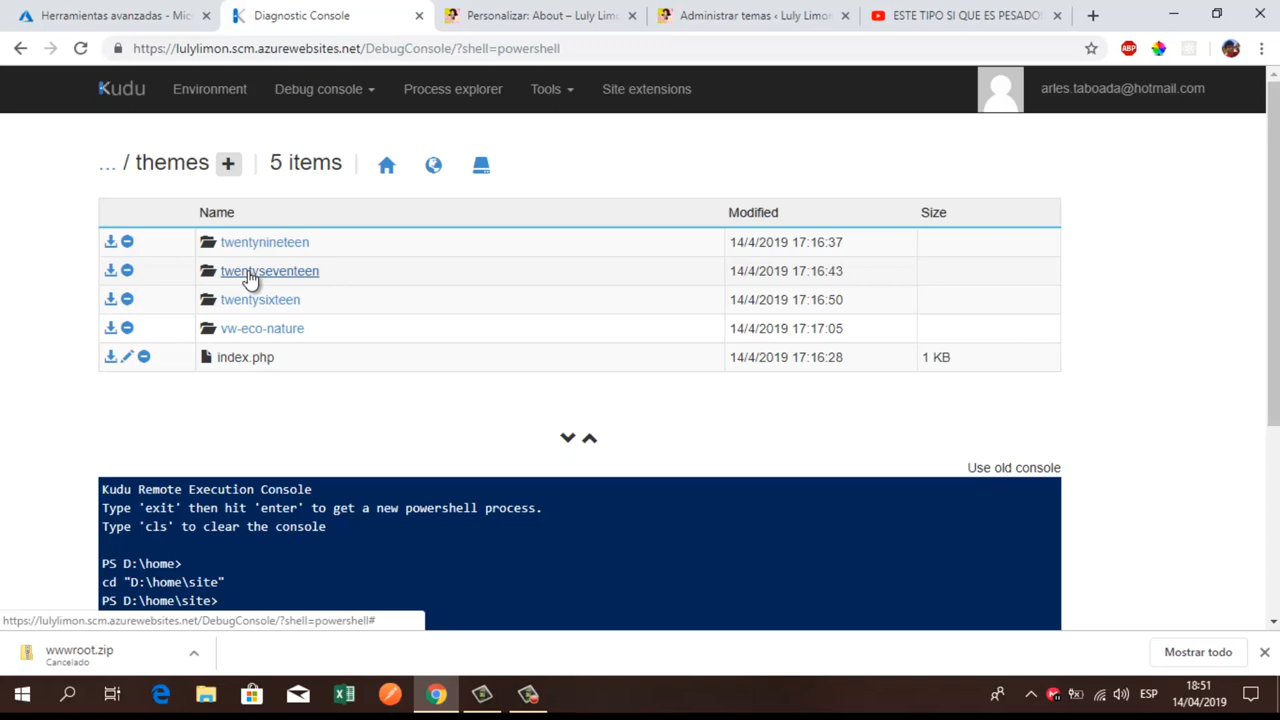 Herramientas avanzadas - Mic
Diagnostic Console
Personalizar: About – Luly Limo
Administrar temas ‹ Luly Limon
ESTE TIPO SI QUE ES PESADO
https://lulylimon.scm.azurewebsites.net/DebugConsole/?shell=powershell
ABP
Kudu Environment Debug console Process explorer Tools Site extensions arles.taboada@hotmail.com
... / themes + 5 items
Name Modified Size
twentynineteen 14/4/2019 17:16:37
twentyseventeen 14/4/2019 17:16:43
twentysixteen 14/4/2019 17:16:50
vw-eco-nature 14/4/2019 17:17:05
index.php 14/4/2019 17:16:28 1 KB
Use old console
Kudu Remote Execution Console
Type 'exit' then hit 'enter' to get a new powershell process.
Type 'cls' to clear the console
PS D:\home>
cd "D:\home\site"
PS D:\home\site>
https://lulylimon.scm.azurewebsites.net/DebugConsole/?shell=powershell#
wwwroot.zip
Cancelado
Mostrar todo
ESP
18:51
14/04/2019